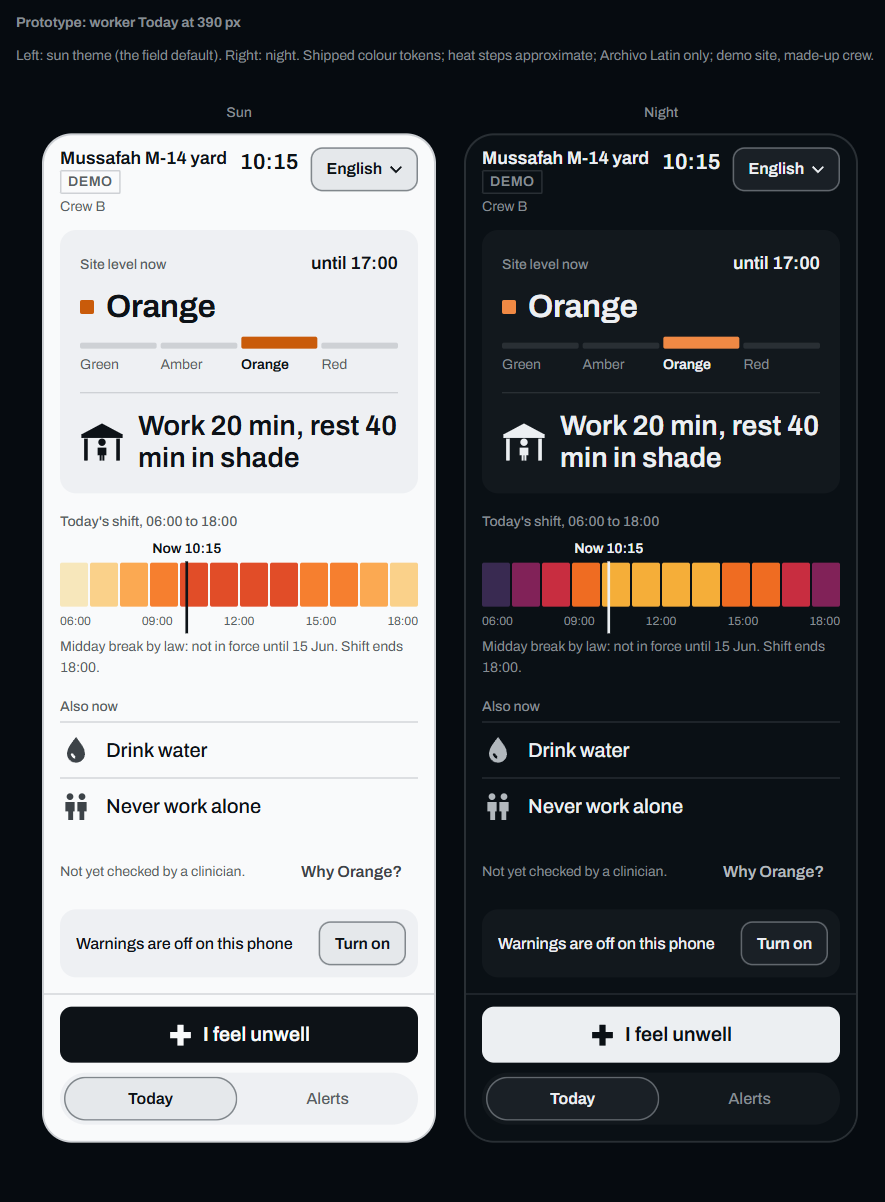 Prototype: worker Today at 390 px
Left: sun theme (the field default). Right: night. Shipped colour tokens; heat steps approximate; Archivo Latin only; demo site, made-up crew.
Sun
Mussafah M-14 yard 10:15 English
DEMO
Crew B
Site level now until 17:00
Orange
Green Amber Orange Red
Work 20 min, rest 40
min in shade
Today's shift, 06:00 to 18:00
Now 10:15
06:00 09:00 12:00 15:00 18:00
Midday break by law: not in force until 15 Jun. Shift ends
18:00.
Also now
Drink water
Never work alone
Not yet checked by a clinician. Why Orange?
Warnings are off on this phone Turn on
I feel unwell
Today Alerts
Night
Mussafah M-14 yard 10:15 English
DEMO
Crew B
Site level now until 17:00
Orange
Green Amber Orange Red
Work 20 min, rest 40
min in shade
Today's shift, 06:00 to 18:00
Now 10:15
06:00 09:00 12:00 15:00 18:00
Midday break by law: not in force until 15 Jun. Shift ends
18:00.
Also now
Drink water
Never work alone
Not yet checked by a clinician. Why Orange?
Warnings are off on this phone Turn on
I feel unwell
Today Alerts